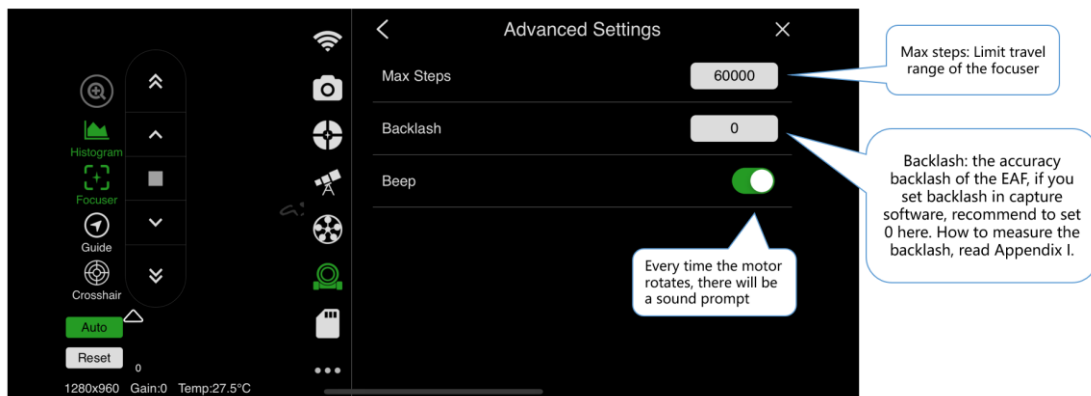 Advanced Settings
Max Steps
60000
Max steps: Limit travel
range of the focuser
Backlash
0
Backlash: the accuracy
backlash of the EAF, if you
set backlash in capture
software, recommend to set
0 here. How to measure the
backlash, read Appendix I.
Beep
Every time the motor
rotates, there will be
a sound prompt
Histogram
Focuser
Guide
Crosshair
Auto
Reset
0
1280x960 Gain:0 Temp:27.5°C